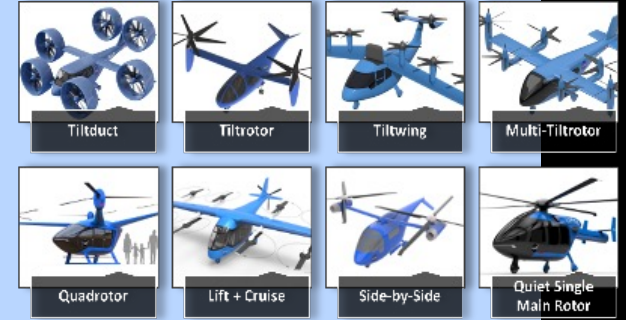 Tiltduct
Tiltrotor
Tiltwing
Multi-Tiltrotor
Quadrotor
Lift + Cruise
Side-by-Side
Quiet Single
Main Rotor